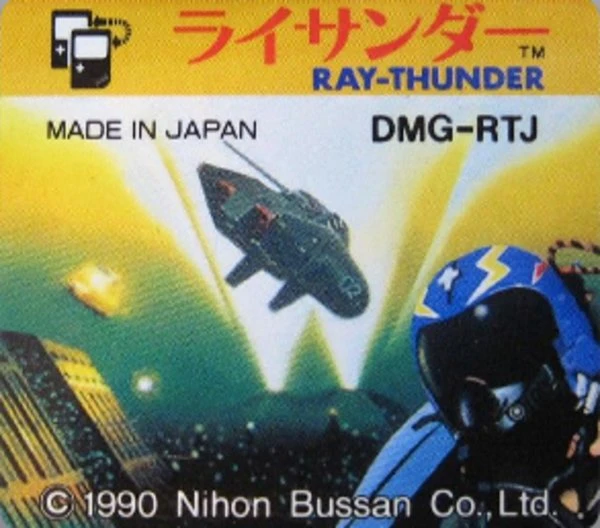 ライサンダー
TM
RAY-THUNDER
MADE IN JAPAN
DMG-RTJ
02
© 1990 Nihon Bussan Co., Ltd.